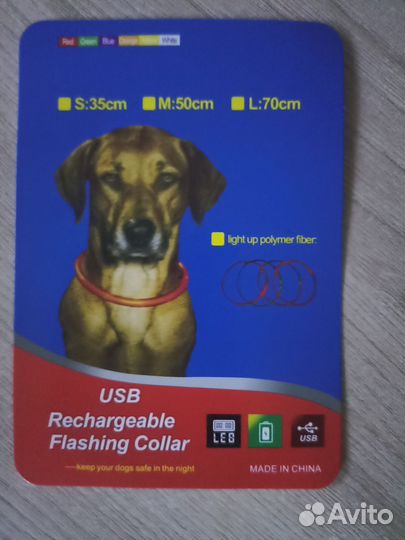 Red Green Blue Orange Yellow White
S:35cm M:50cm L:70cm
light up polymer fiber:
USB
Rechargeable
Flashing Collar
LED
USB
-----keep your dogs safe in the night
MADE IN CHINA
Avito